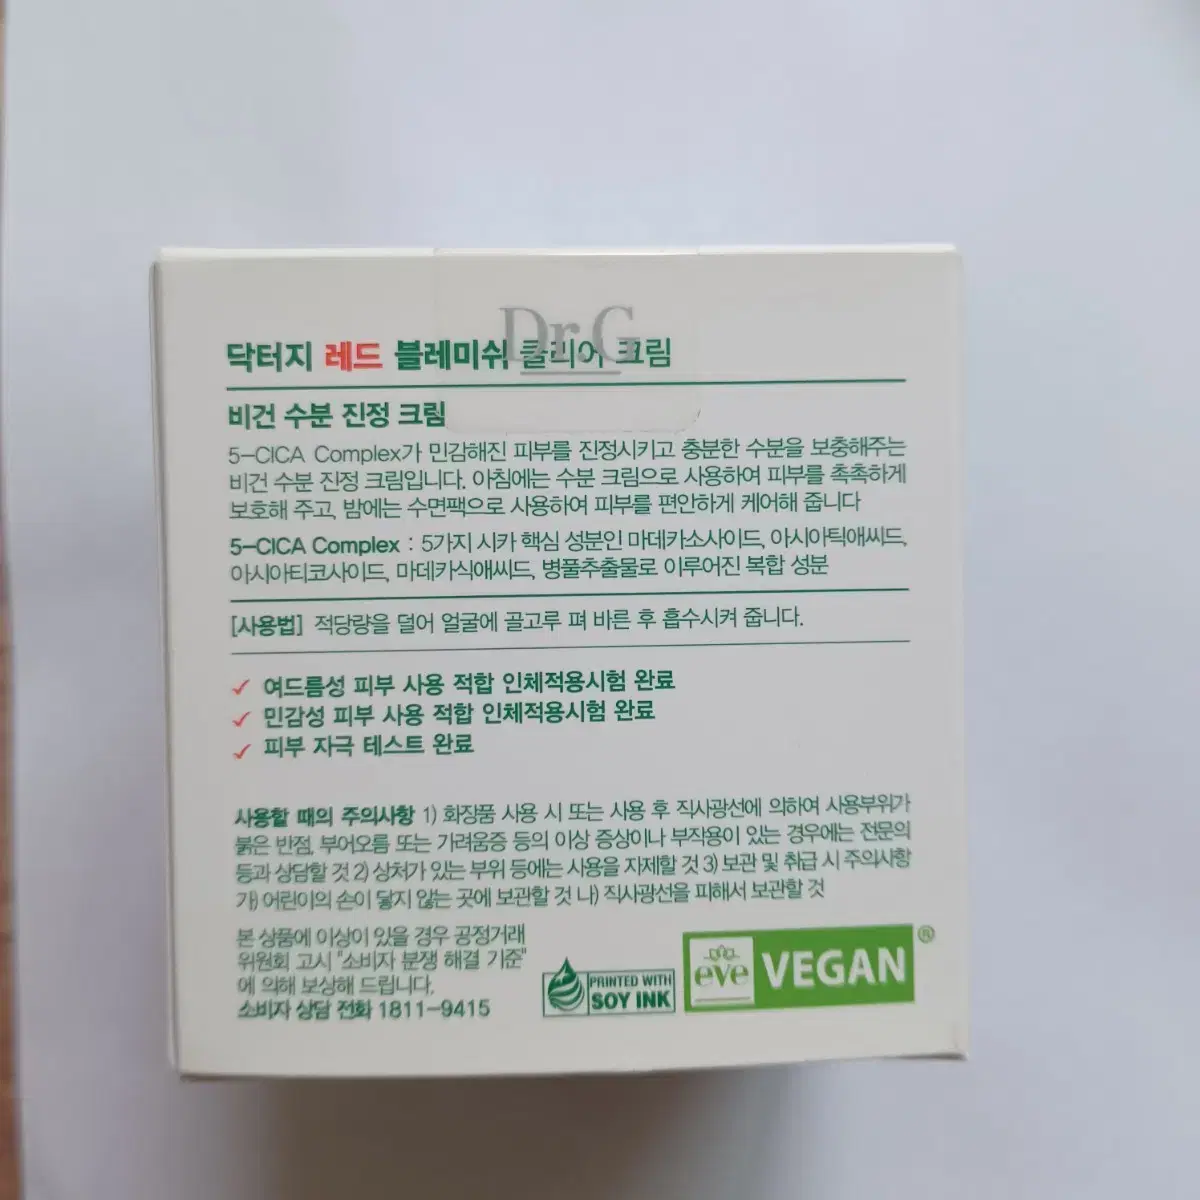 Dr.G
닥터지 레드 블레미쉬 클리어 크림
비건 수분 진정 크림
5-CICA Complex가 민감해진 피부를 진정시키고 충분한 수분을 보충해주는
비건 수분 진정 크림입니다. 아침에는 수분 크림으로 사용하여 피부를 촉촉하게
보호해 주고, 밤에는 수면팩으로 사용하여 피부를 편안하게 케어해 줍니다
5-CICA Complex : 5가지 시카 핵심 성분인 마데카소사이드, 아시아틱애씨드,
아시아티코사이드, 마데카식애씨드, 병풀추출물로 이루어진 복합 성분
[사용법] 적당량을 덜어 얼굴에 골고루 펴 바른 후 흡수시켜 줍니다.
✓ 여드름성 피부 사용 적합 인체적용시험 완료
✓ 민감성 피부 사용 적합 인체적용시험 완료
✓ 피부 자극 테스트 완료
사용할 때의 주의사항 1) 화장품 사용 시 또는 사용 후 직사광선에 의하여 사용부위가
붉은 반점, 부어오름 또는 가려움증 등의 이상 증상이나 부작용이 있는 경우에는 전문의
등과 상담할 것 2) 상처가 있는 부위 등에는 사용을 자제할 것 3) 보관 및 취급 시 주의사항
가) 어린이의 손이 닿지 않는 곳에 보관할 것 나) 직사광선을 피해서 보관할 것
본 상품에 이상이 있을 경우 공정거래
위원회 고시 "소비자 분쟁 해결 기준"
에 의해 보상해 드립니다.
소비자 상담 전화 1811-9415
PRINTED WITH
SOY INK
eve VEGAN ®